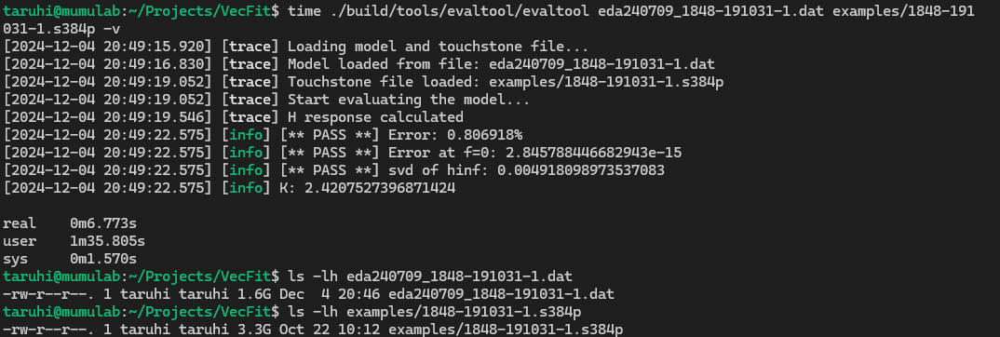 taruhi@mumulab:~/Projects/VecFit$ time ./build/tools/evaltool/evaltool eda240709_1848-191031-1.dat examples/1848-191
031-1.s384p -v
[2024-12-04 20:49:15.920] [trace] Loading model and touchstone file...
[2024-12-04 20:49:16.830] [trace] Model loaded from file: eda240709_1848-191031-1.dat
[2024-12-04 20:49:19.052] [trace] Touchstone file loaded: examples/1848-191031-1.s384p
[2024-12-04 20:49:19.052] [trace] Start evaluating the model...
[2024-12-04 20:49:19.546] [trace] H response calculated
[2024-12-04 20:49:22.575] [info] [** PASS **] Error: 0.806918%
[2024-12-04 20:49:22.575] [info] [** PASS **] Error at f=0: 2.845788446682943e-15
[2024-12-04 20:49:22.575] [info] [** PASS **] svd of hinf: 0.004918098973537083
[2024-12-04 20:49:22.575] [info] K: 2.4207527396871424
real    0m6.773s
user    1m35.805s
sys     0m1.570s
taruhi@mumulab:~/Projects/VecFit$ ls -lh eda240709_1848-191031-1.dat
-rw-r--r--. 1 taruhi taruhi 1.6G Dec  4 20:46 eda240709_1848-191031-1.dat
taruhi@mumulab:~/Projects/VecFit$ ls -lh examples/1848-191031-1.s384p
-rw-r--r--. 1 taruhi taruhi 3.3G Oct 22 10:12 examples/1848-191031-1.s384p